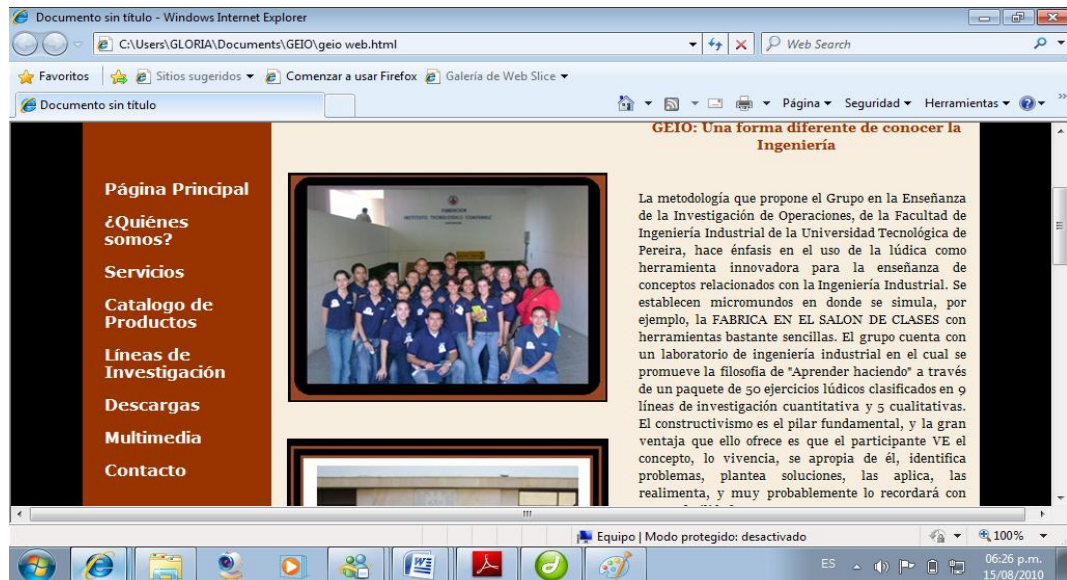 Documento sin título - Windows Internet Explorer
C:\Users\GLORIA\Documents\GEIO\geio web.html
Web Search
Favoritos
Sitios sugeridos
Comenzar a usar Firefox
Galería de Web Slice
Documento sin título
Página
Seguridad
Herramientas
Página Principal
¿Quiénes
somos?
Servicios
Catalogo de
Productos
Líneas de
Investigación
Descargas
Multimedia
Contacto
FUNDACION
INSTITUTO TECNOLOGICO COMFENALCO
GEIO: Una forma diferente de conocer la
Ingeniería
La metodología que propone el Grupo en la Enseñanza
de la Investigación de Operaciones, de la Facultad de
Ingeniería Industrial de la Universidad Tecnológica de
Pereira, hace énfasis en el uso de la lúdica como
herramienta innovadora para la enseñanza de
conceptos relacionados con la Ingeniería Industrial. Se
establecen micromundos en donde se simula, por
ejemplo, la FABRICA EN EL SALON DE CLASES con
herramientas bastante sencillas. El grupo cuenta con
un laboratorio de ingeniería industrial en el cual se
promueve la filosofia de "Aprender haciendo" a través
de un paquete de 50 ejercicios lúdicos clasificados en 9
líneas de investigación cuantitativa y 5 cualitativas.
El constructivismo es el pilar fundamental, y la gran
ventaja que ello ofrece es que el participante VE el
concepto, lo vivencia, se apropia de él, identifica
problemas, plantea soluciones, las aplica, las
realimenta, y muy probablemente lo recordará con
Equipo | Modo protegido: desactivado
100%
ES
06:26 p.m.
15/08/2010